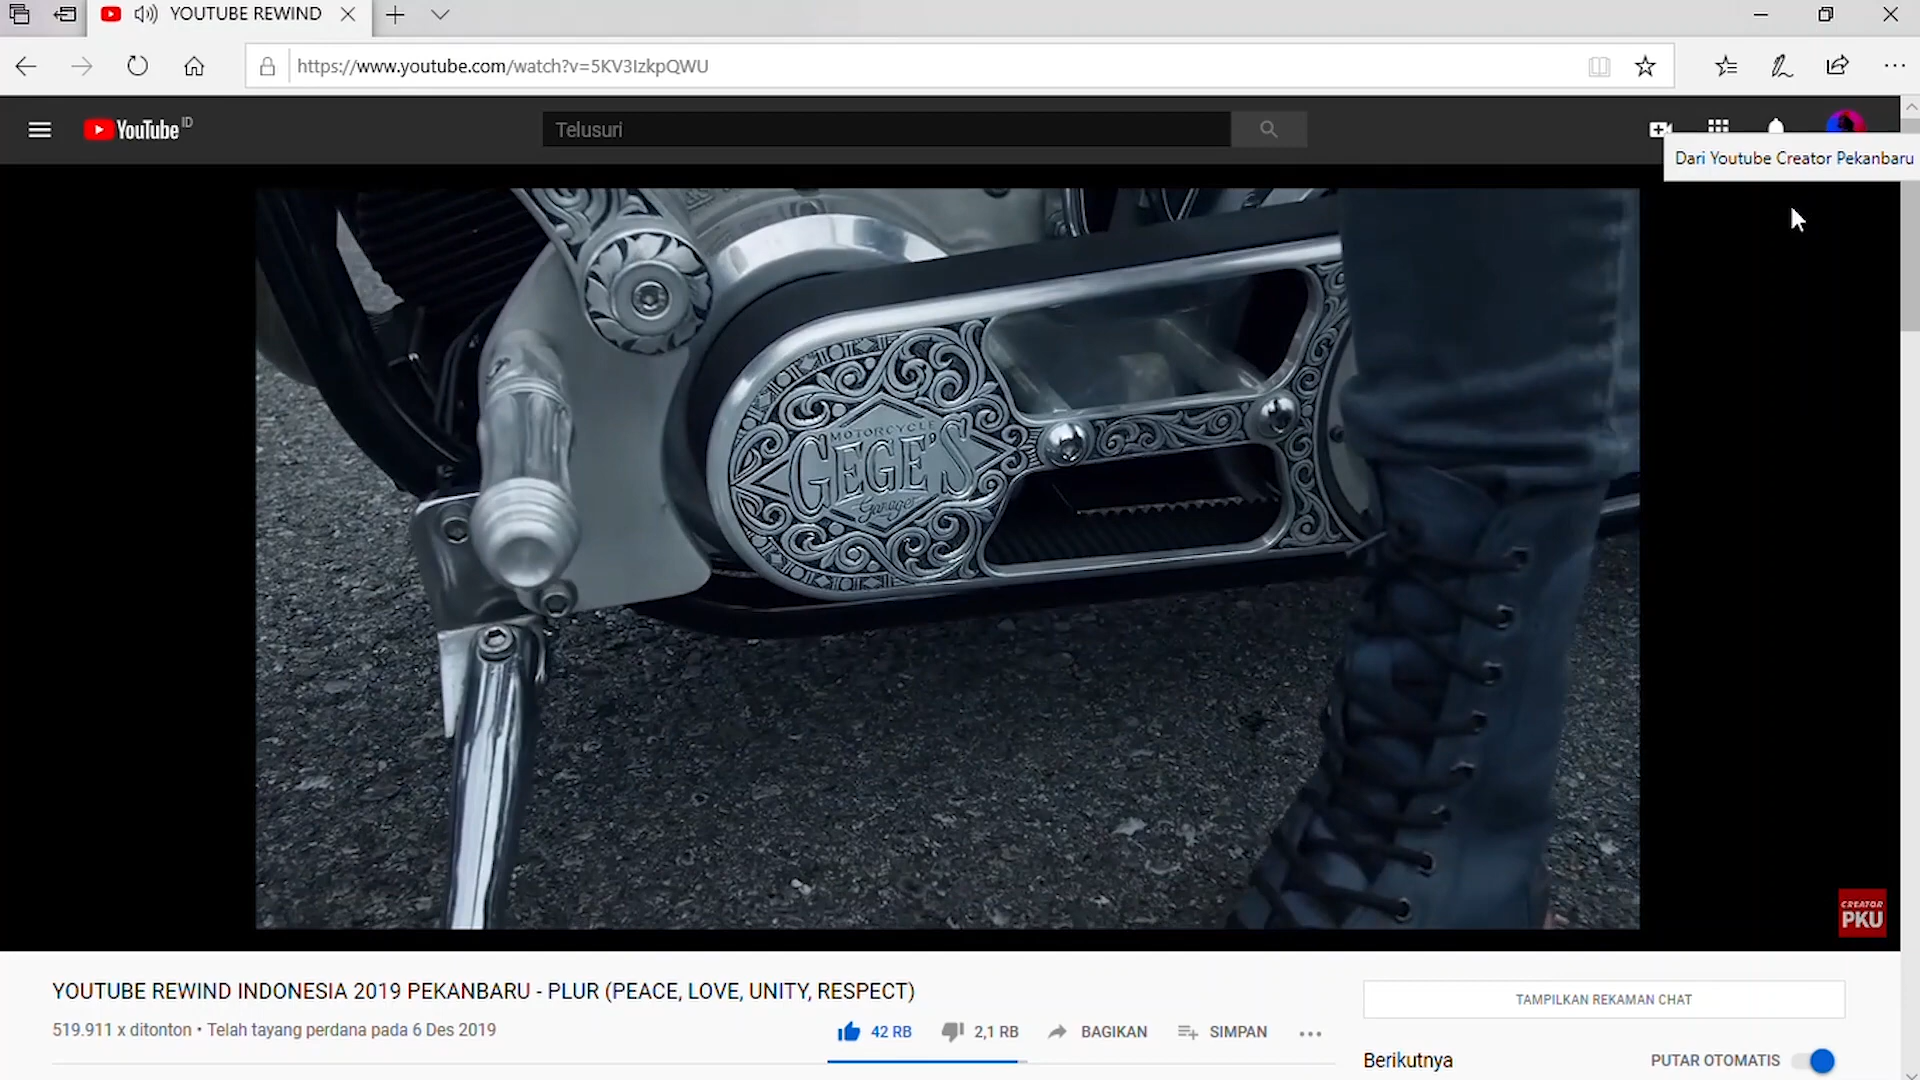 YOUTUBE REWIND
https://www.youtube.com/watch?v=5KV3IzkpQWU
YouTube ID
Telusuri
Dari Youtube Creator Pekanbaru
MOTORCYCLE
GEGE'S
Garage
CREATOR
PKU
YOUTUBE REWIND INDONESIA 2019 PEKANBARU - PLUR (PEACE, LOVE, UNITY, RESPECT)
519.911 x ditonton • Telah tayang perdana pada 6 Des 2019
42 RB 2,1 RB BAGIKAN SIMPAN
TAMPILKAN REKAMAN CHAT
Berikutnya
PUTAR OTOMATIS